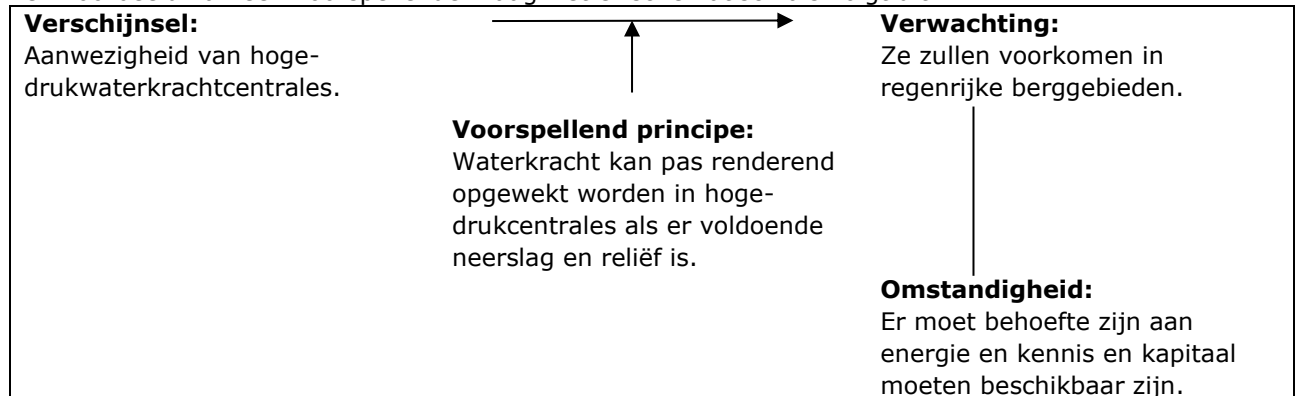 Verschijnsel:
Aanwezigheid van hoge-
drukwaterkrachtcentrales.
Verwachting:
Ze zullen voorkomen in
regenrijke berggebieden.
Voorspellend principe:
Waterkracht kan pas renderend
opgewekt worden in hoge-
drukcentrales als er voldoende
neerslag en reliëf is.
Omstandigheid:
Er moet behoefte zijn aan
energie en kennis en kapitaal
moeten beschikbaar zijn.